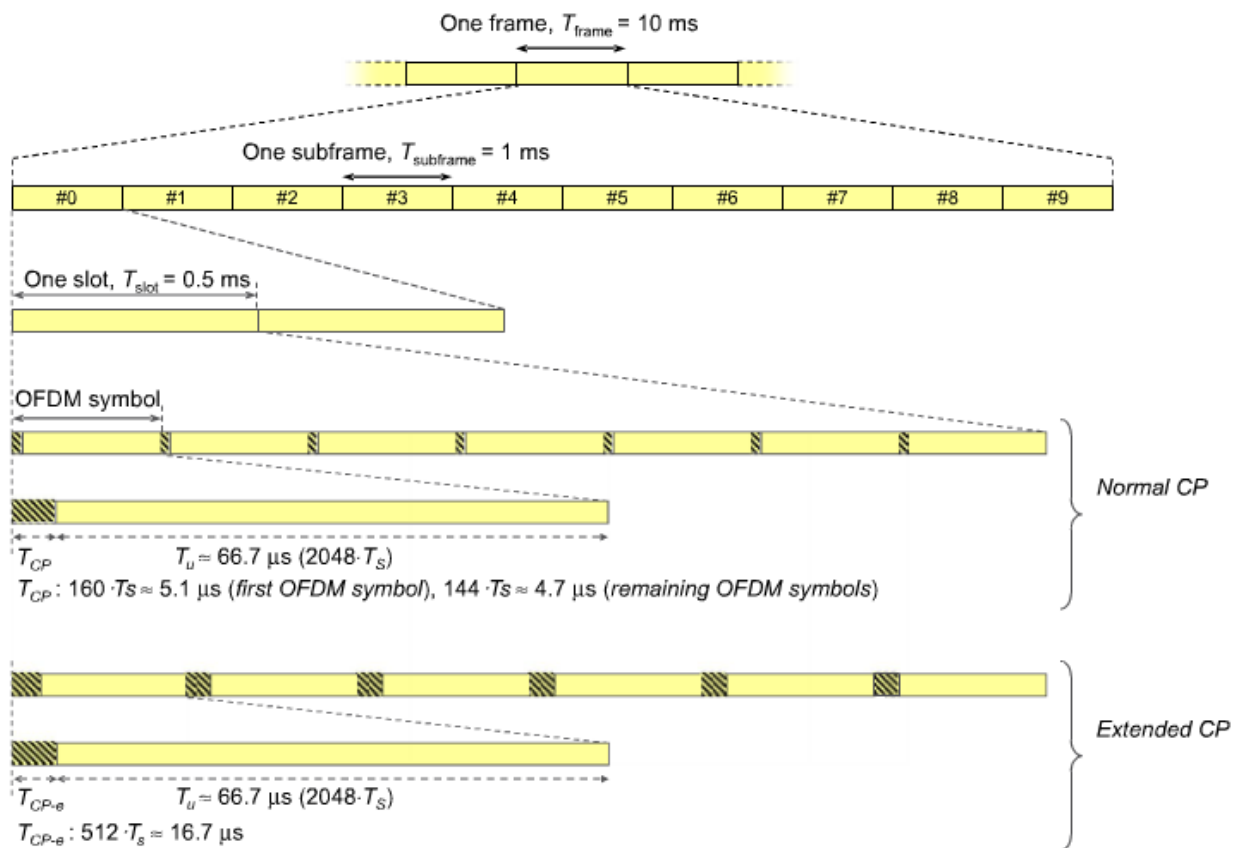 One frame, Tframe = 10 ms
One subframe, Tsubframe = 1 ms
#0 #1 #2 #3 #4 #5 #6 #7 #8 #9
One slot, Tslot = 0.5 ms
OFDM symbol
Normal CP
TCP Tu ≈ 66.7 μs (2048·TS)
TCP : 160 ·Ts ≈ 5.1 μs (first OFDM symbol), 144 ·Ts ≈ 4.7 μs (remaining OFDM symbols)
Extended CP
TCP-e Tu ≈ 66.7 μs (2048·TS)
TCP-e : 512 ·Ts ≈ 16.7 μs